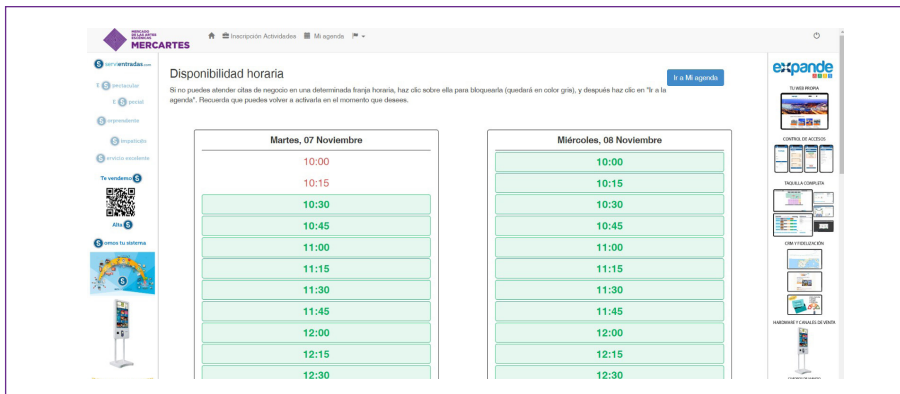 MERCADO
DE LAS ARTES
ESCÉNICAS
MERCARTES
Inscripción Actividades
Mi agenda
servientradas.com
Disponibilidad horaria
Si no puedes atender citas de negocio en una determinada franja horaria, haz clic sobre ella para bloquearla (quedará en color gris), y después haz clic en "Ir a la
agenda". Recuerda que puedes volver a activarla en el momento que desees.
Ir a Mi agenda
Martes, 07 Noviembre
10:00
10:15
10:30
10:45
11:00
11:15
11:30
11:45
12:00
12:15
12:30
Miércoles, 08 Noviembre
10:00
10:15
10:30
10:45
11:00
11:15
11:30
11:45
12:00
12:15
12:30
Te vendemos
Alta
omos tu sistema
expande
TU WEB PROPIA
CONTROL DE ACCESOS
TAQUILLA COMPLETA
CRM Y FIDELIZACIÓN
HARDWARE Y CANALES DE VENTA